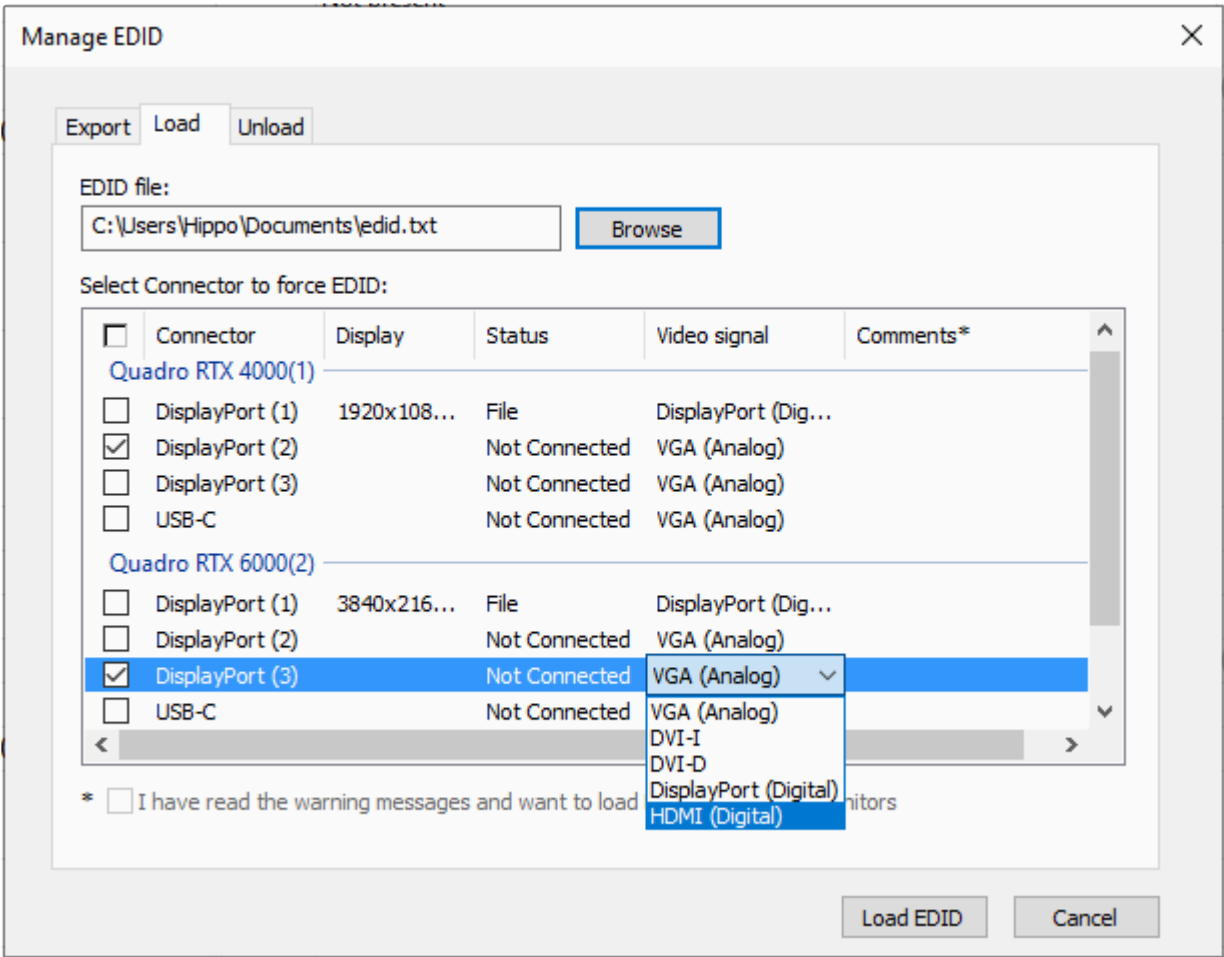 Manage EDID
Export Load Unload
EDID file:
C:\Users\Hippo\Documents\edid.txt Browse
Select Connector to force EDID:
Connector Display Status Video signal Comments*
Quadro RTX 4000(1)
DisplayPort (1) 1920x108... File DisplayPort (Dig...
DisplayPort (2) Not Connected VGA (Analog)
DisplayPort (3) Not Connected VGA (Analog)
USB-C Not Connected VGA (Analog)
Quadro RTX 6000(2)
DisplayPort (1) 3840x216... File DisplayPort (Dig...
DisplayPort (2) Not Connected VGA (Analog)
DisplayPort (3) Not Connected VGA (Analog)
USB-C Not Connected VGA (Analog)
DVI-I
DVI-D
DisplayPort (Digital)
* I have read the warning messages and want to load nitors
HDMI (Digital)
Load EDID Cancel